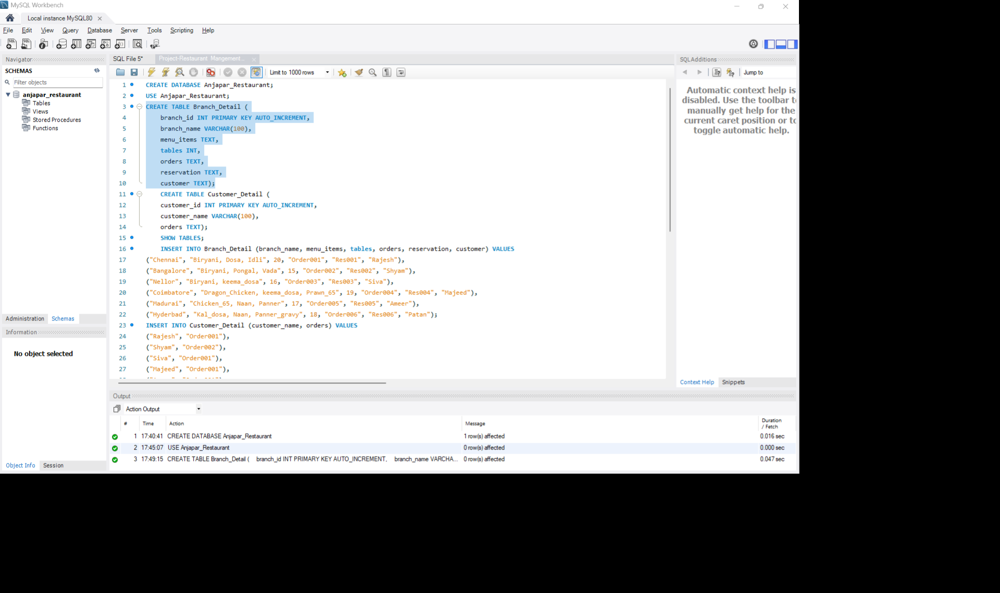 MySQL Workbench
Local instance MySQL80
File Edit View Query Database Server Tools Scripting Help
Navigator
SCHEMAS
Filter objects
anjapar_restaurant
Tables
Views
Stored Procedures
Functions
Administration Schemas
Information
No object selected
Object Info Session
SQL File 5* Project-Restaurant Mangement...
Limit to 1000 rows
1 CREATE DATABASE Anjapar_Restaurant;
2 USE Anjapar_Restaurant;
3 CREATE TABLE Branch_Detail (
4 branch_id INT PRIMARY KEY AUTO_INCREMENT,
5 branch_name VARCHAR(100),
6 menu_items TEXT,
7 tables INT,
8 orders TEXT,
9 reservation TEXT,
10 customer TEXT);
11 CREATE TABLE Customer_Detail (
12 customer_id INT PRIMARY KEY AUTO_INCREMENT,
13 customer_name VARCHAR(100),
14 orders TEXT);
15 SHOW TABLES;
16 INSERT INTO Branch_Detail (branch_name, menu_items, tables, orders, reservation, customer) VALUES
17 ("Chennai", "Biryani, Dosa, Idli", 20, "Order001", "Res001", "Rajesh"),
18 ("Bangalore", "Biryani, Pongal, Vada", 15, "Order002", "Res002", "Shyam"),
19 ("Nellor", "Biryani, keema_dosa", 16, "Order003", "Res003", "Siva"),
20 ("Coimbatore", "Dragon_Chicken, keema_dosa, Prawn_65", 19, "Order004", "Res004", "Majeed"),
21 ("Madurai", "Chicken_65, Naan, Panner", 17, "Order005", "Res005", "Ameer"),
22 ("Hyderbad", "Kal_dosa, Naan, Panner_gravy", 18, "Order006", "Res006", "Patan");
23 INSERT INTO Customer_Detail (customer_name, orders) VALUES
24 ("Rajesh", "Order001"),
25 ("Shyam", "Order002"),
26 ("Siva", "Order001"),
27 ("Majeed", "Order001"),
SQLAdditions
Jump to
Automatic context help is
disabled. Use the toolbar to
manually get help for the
current caret position or to
toggle automatic help.
Context Help Snippets
Output
Action Output
# Time Action Message Duration / Fetch
1 17:40:41 CREATE DATABASE Anjapar_Restaurant 1 row(s) affected 0.016 sec
2 17:45:07 USE Anjapar_Restaurant 0 row(s) affected 0.000 sec
3 17:49:15 CREATE TABLE Branch_Detail ( branch_id INT PRIMARY KEY AUTO_INCREMENT, branch_name VARCHA... 0 row(s) affected 0.047 sec